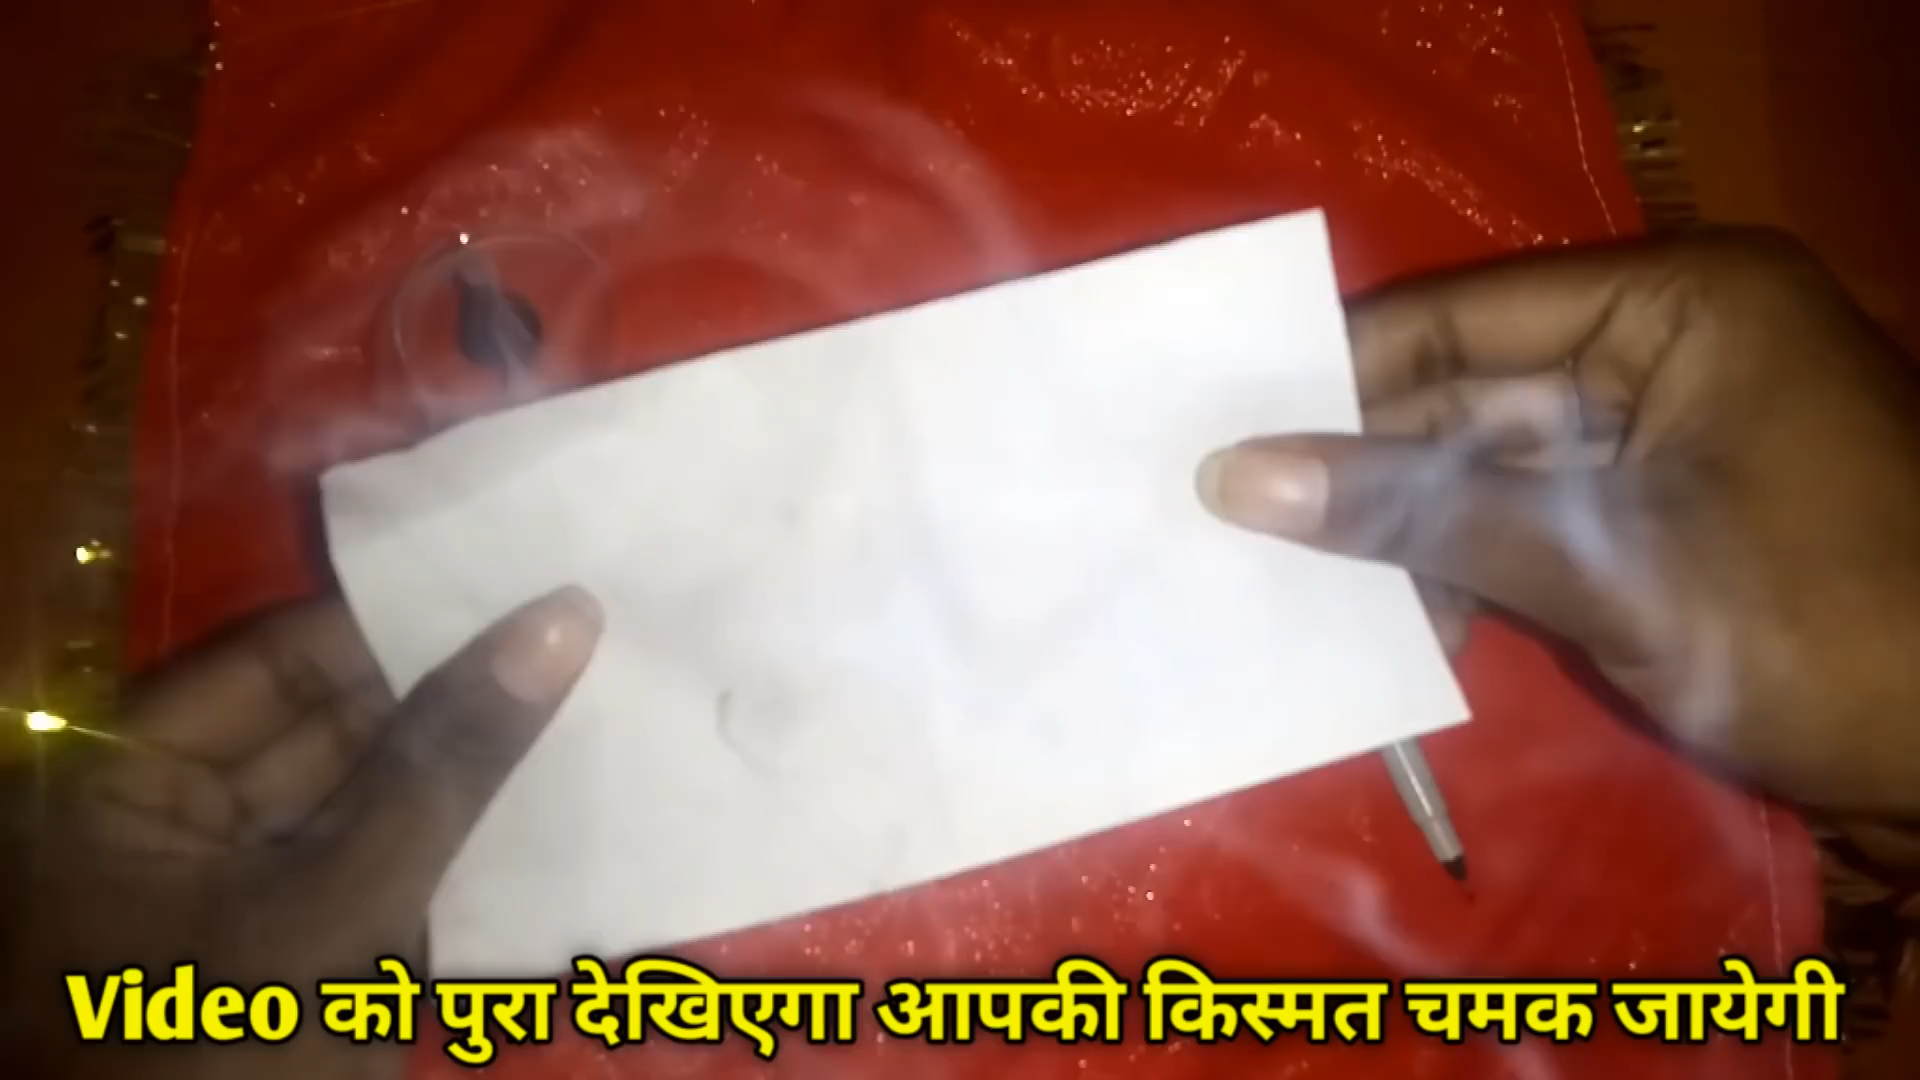 Video को पुरा देखिएगा आपकी किस्मत चमक जायेगी